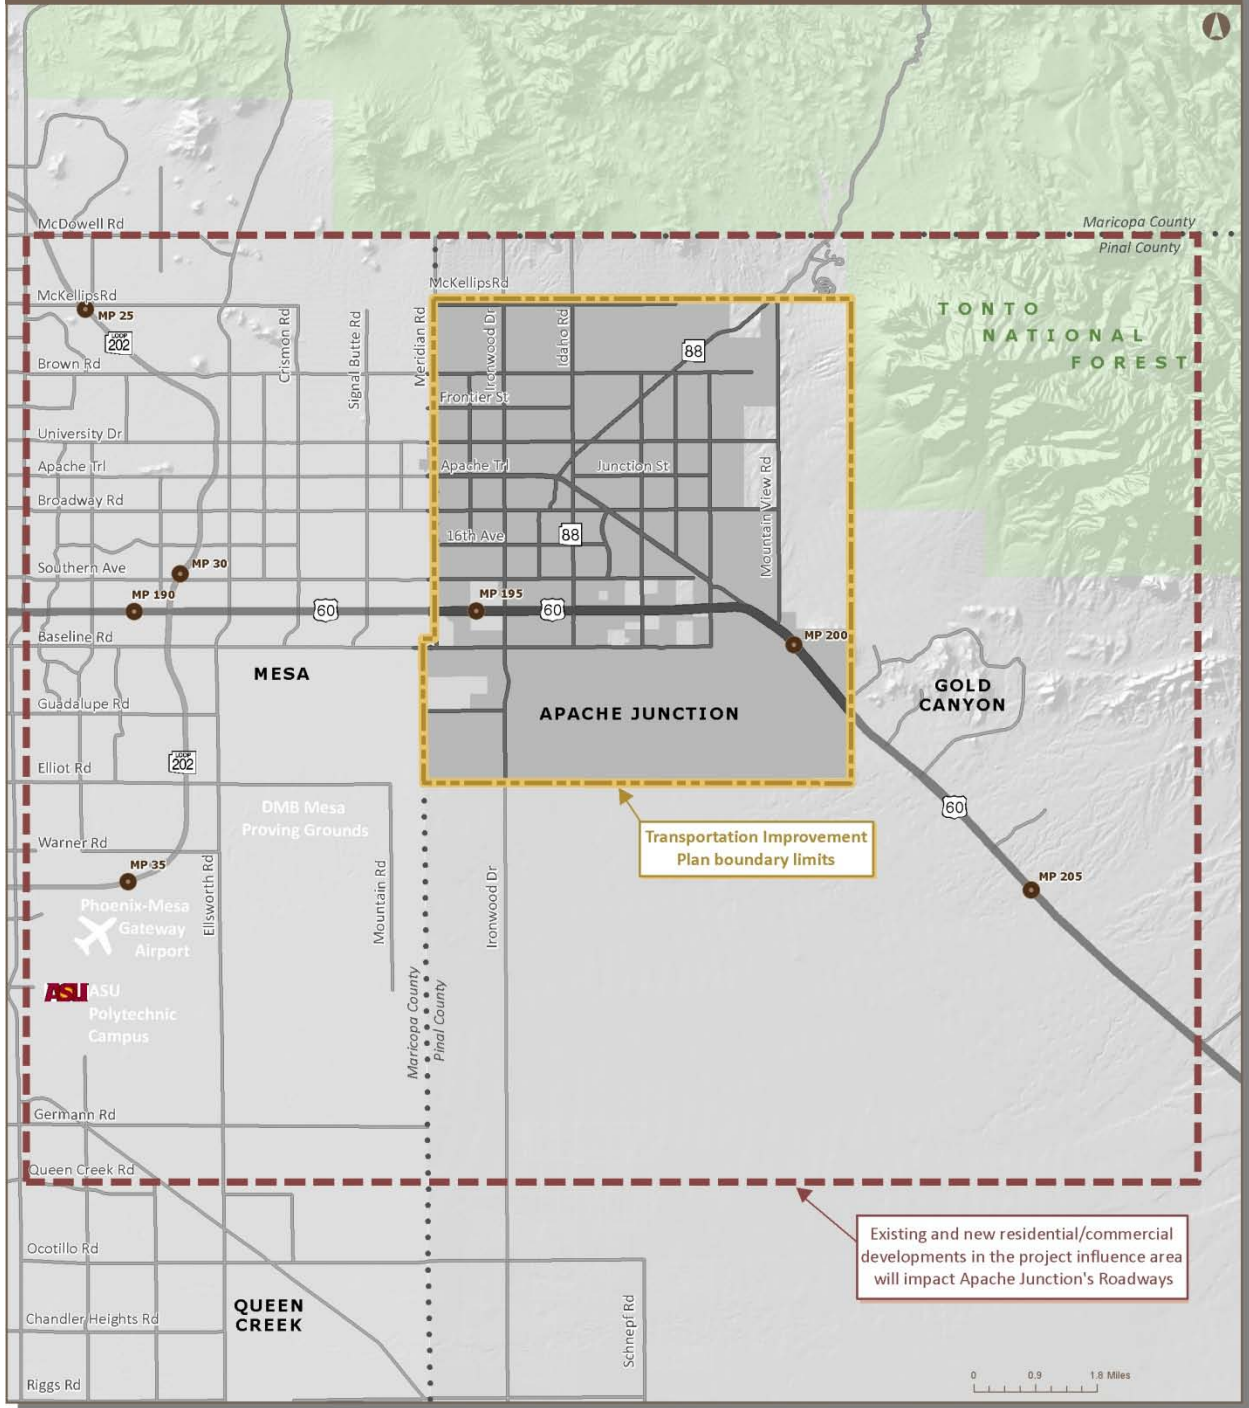 McDowell Rd
Maricopa County
Pinal County
McKellipsRd
McKellipsRd
MP 25
LOOP
202
88
TONTO
NATIONAL
FOREST
Crismon Rd
Signal Butte Rd
Meridian Rd
Ironwood Dr
Idaho Rd
Brown Rd
Frontier St
University Dr
Apache Trl
Apache Trl
Junction St
Broadway Rd
Mountain View Rd
16th Ave
88
Southern Ave
MP 30
MP 190
60
MP 195
60
Baseline Rd
MP 200
MESA
GOLD
CANYON
Guadalupe Rd
APACHE JUNCTION
LOOP
202
Elliot Rd
DMB Mesa
Proving Grounds
60
Transportation Improvement
Plan boundary limits
Warner Rd
MP 35
Ellsworth Rd
Mountain Rd
Ironwood Dr
MP 205
Phoenix-Mesa
Gateway
Airport
ASU
ASU
Polytechnic
Campus
Maricopa County
Pinal County
Germann Rd
Queen Creek Rd
Existing and new residential/commercial
developments in the project influence area
will impact Apache Junction's Roadways
Ocotillo Rd
Chandler Heights Rd
QUEEN
CREEK
Schnepf Rd
Riggs Rd
0 0.9 1.8 Miles